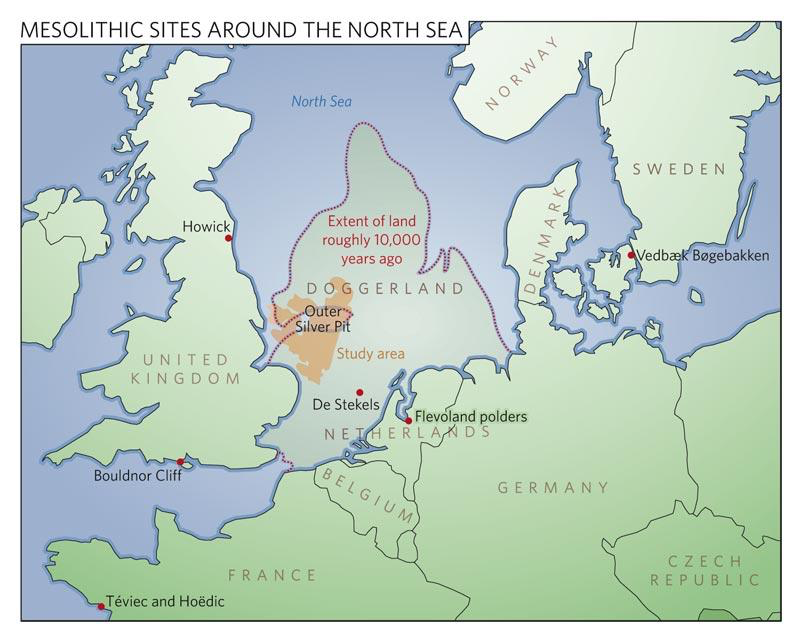 MESOLITHIC SITES AROUND THE NORTH SEA
NORWAY
North Sea
SWEDEN
Howick
Extent of land
roughly 10,000
years ago
DENMARK
Vedbæk Bøgebakken
DOGGERLAND
Outer
Silver Pit
Study area
UNITED
KINGDOM
De Stekels
Flevoland polders
NETHERLANDS
Bouldnor Cliff
BELGIUM
GERMANY
CZECH
REPUBLIC
FRANCE
Téviec and Hoëdic